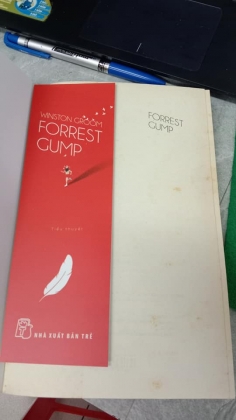 WINSTON GROOM
FORREST
GUMP
Tiểu thuyết
NHÀ XUẤT BẢN TRẺ
FORREST
GUMP